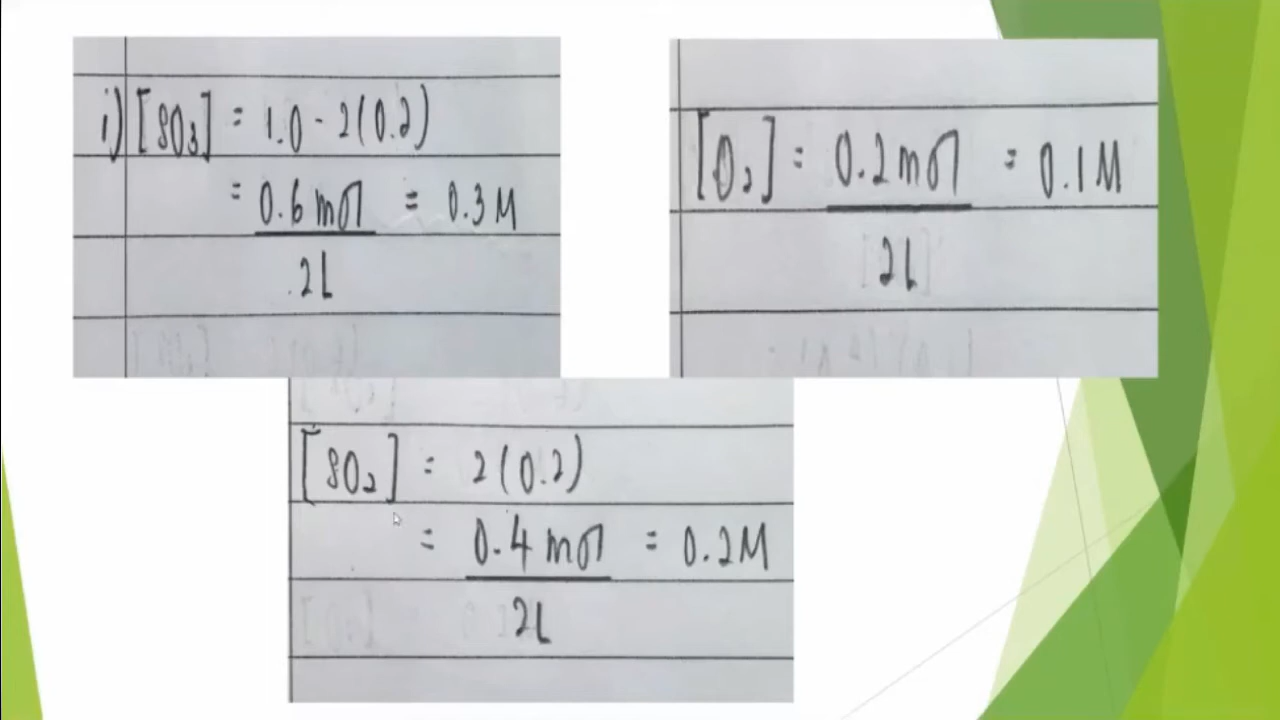 i) [SO3] = 1.0 - 2(0.2)
= 0.6 mol = 0.3 M
2L
[O2] = 0.2 mol = 0.1 M
2L
[SO2] = 2(0.2)
= 0.4 mol = 0.2 M
2L